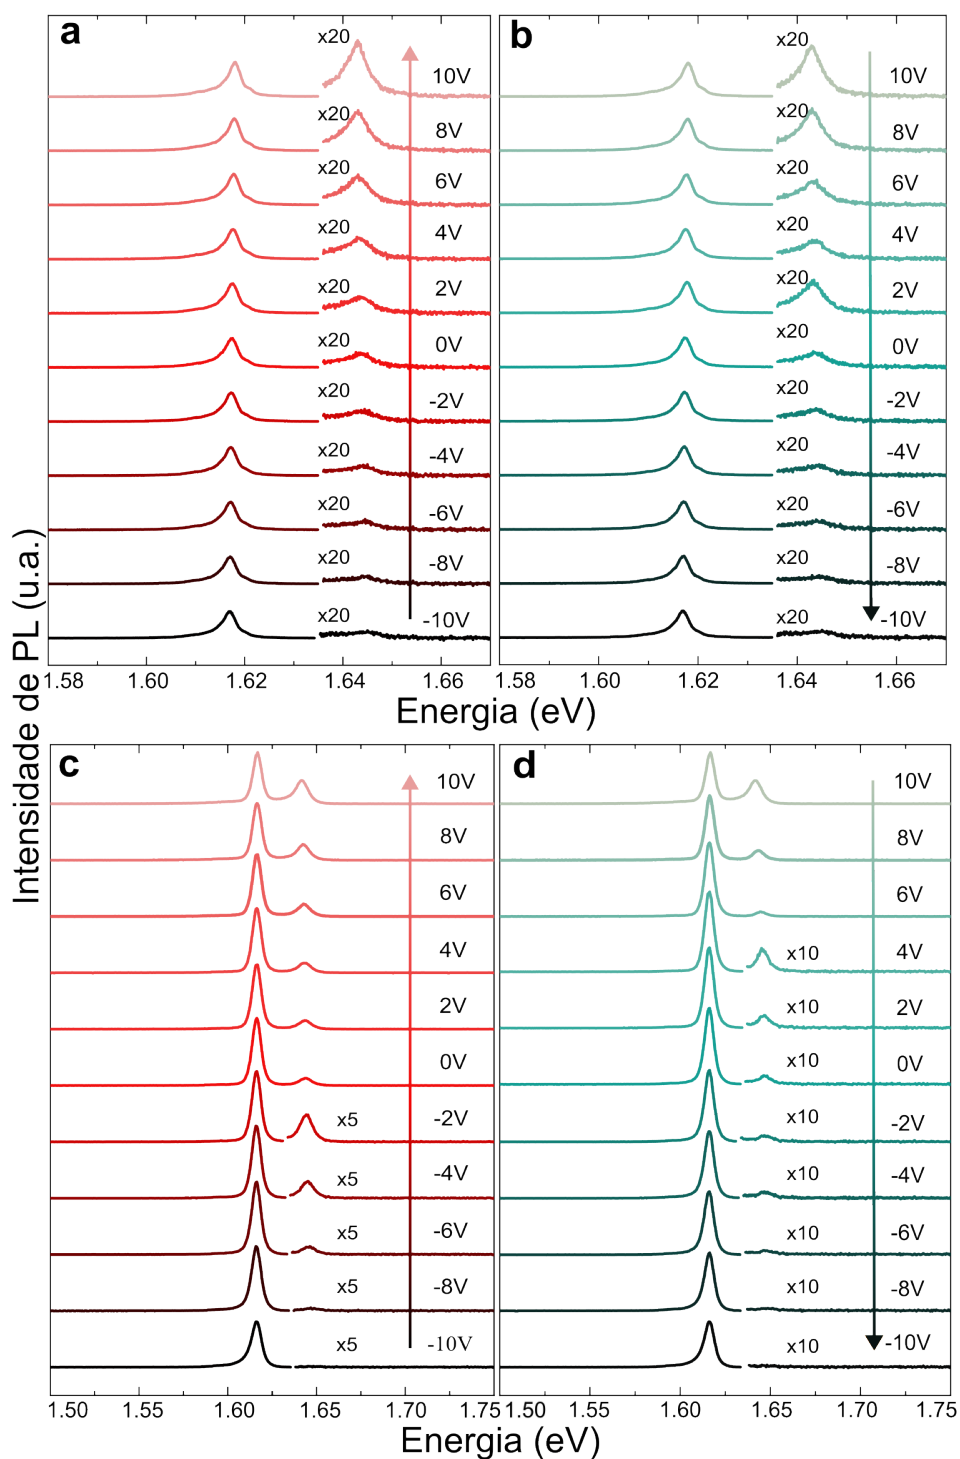 Intensidade de PL (u.a.)
a
x20 10V
x20 8V
x20 6V
x20 4V
x20 2V
x20 0V
x20 -2V
x20 -4V
x20 -6V
x20 -8V
x20 -10V
1.58 1.60 1.62 1.64 1.66
b
x20 10V
x20 8V
x20 6V
x20 4V
x20 2V
x20 0V
x20 -2V
x20 -4V
x20 -6V
x20 -8V
x20 -10V
1.58 1.60 1.62 1.64 1.66
Energia (eV)
c
10V
8V
6V
4V
2V
0V
x5 -2V
x5 -4V
x5 -6V
x5 -8V
x5 -10V
1.50 1.55 1.60 1.65 1.70 1.75
d
10V
8V
6V
x10 4V
x10 2V
x10 0V
x10 -2V
x10 -4V
x10 -6V
x10 -8V
x10 -10V
1.50 1.55 1.60 1.65 1.70 1.75
Energia (eV)